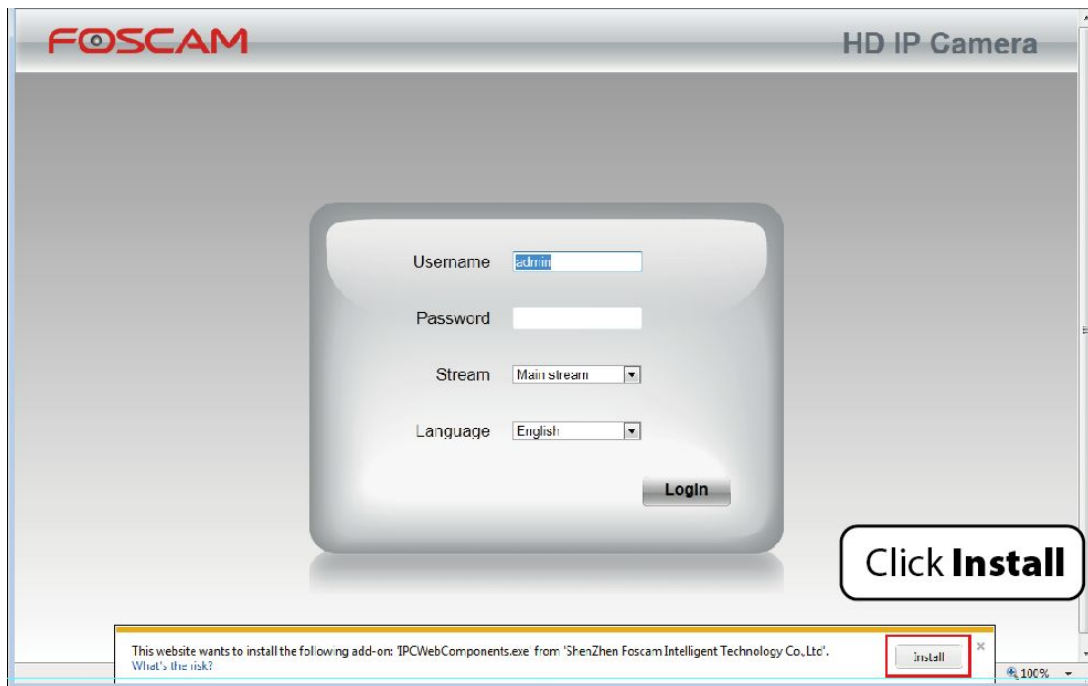 FOSCAM
HD IP Camera
Username admin
Password
Stream Main stream
Language English
Login
Click Install
This website wants to install the following add-on: 'IPCWebComponents.exe' from 'ShenZhen Foscam Intelligent Technology Co.,Ltd'.
What's the risk?
Install
100%